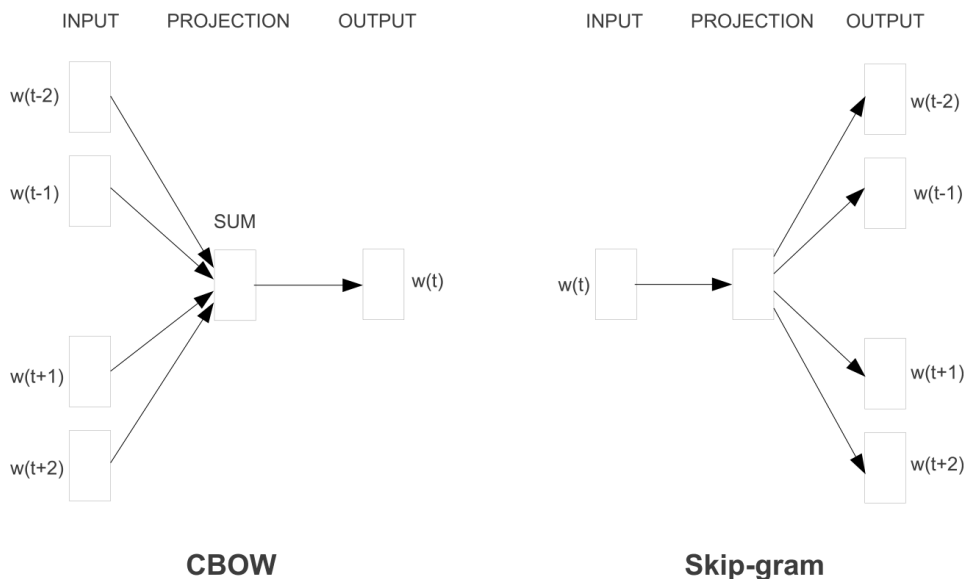 INPUT PROJECTION OUTPUT
w(t-2)
w(t-1)
SUM
w(t)
w(t+1)
w(t+2)
CBOW
INPUT PROJECTION OUTPUT
w(t-2)
w(t-1)
w(t)
w(t+1)
w(t+2)
Skip-gram